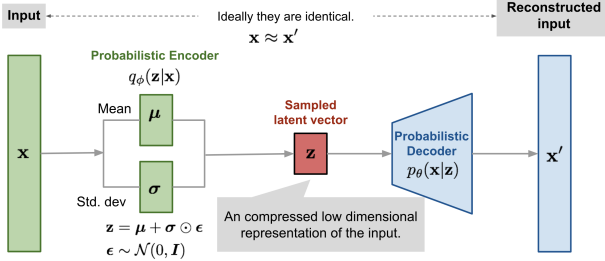 Input
Ideally they are identical.
x ≈ x′
Reconstructed
input
Probabilistic Encoder
qϕ(z|x)
Mean
μ
x
Std. dev
σ
z = μ + σ ⊙ ϵ
ϵ ∼ 𝒩(0, I)
Sampled
latent vector
z
An compressed low dimensional
representation of the input.
Probabilistic
Decoder
pθ(x|z)
x′